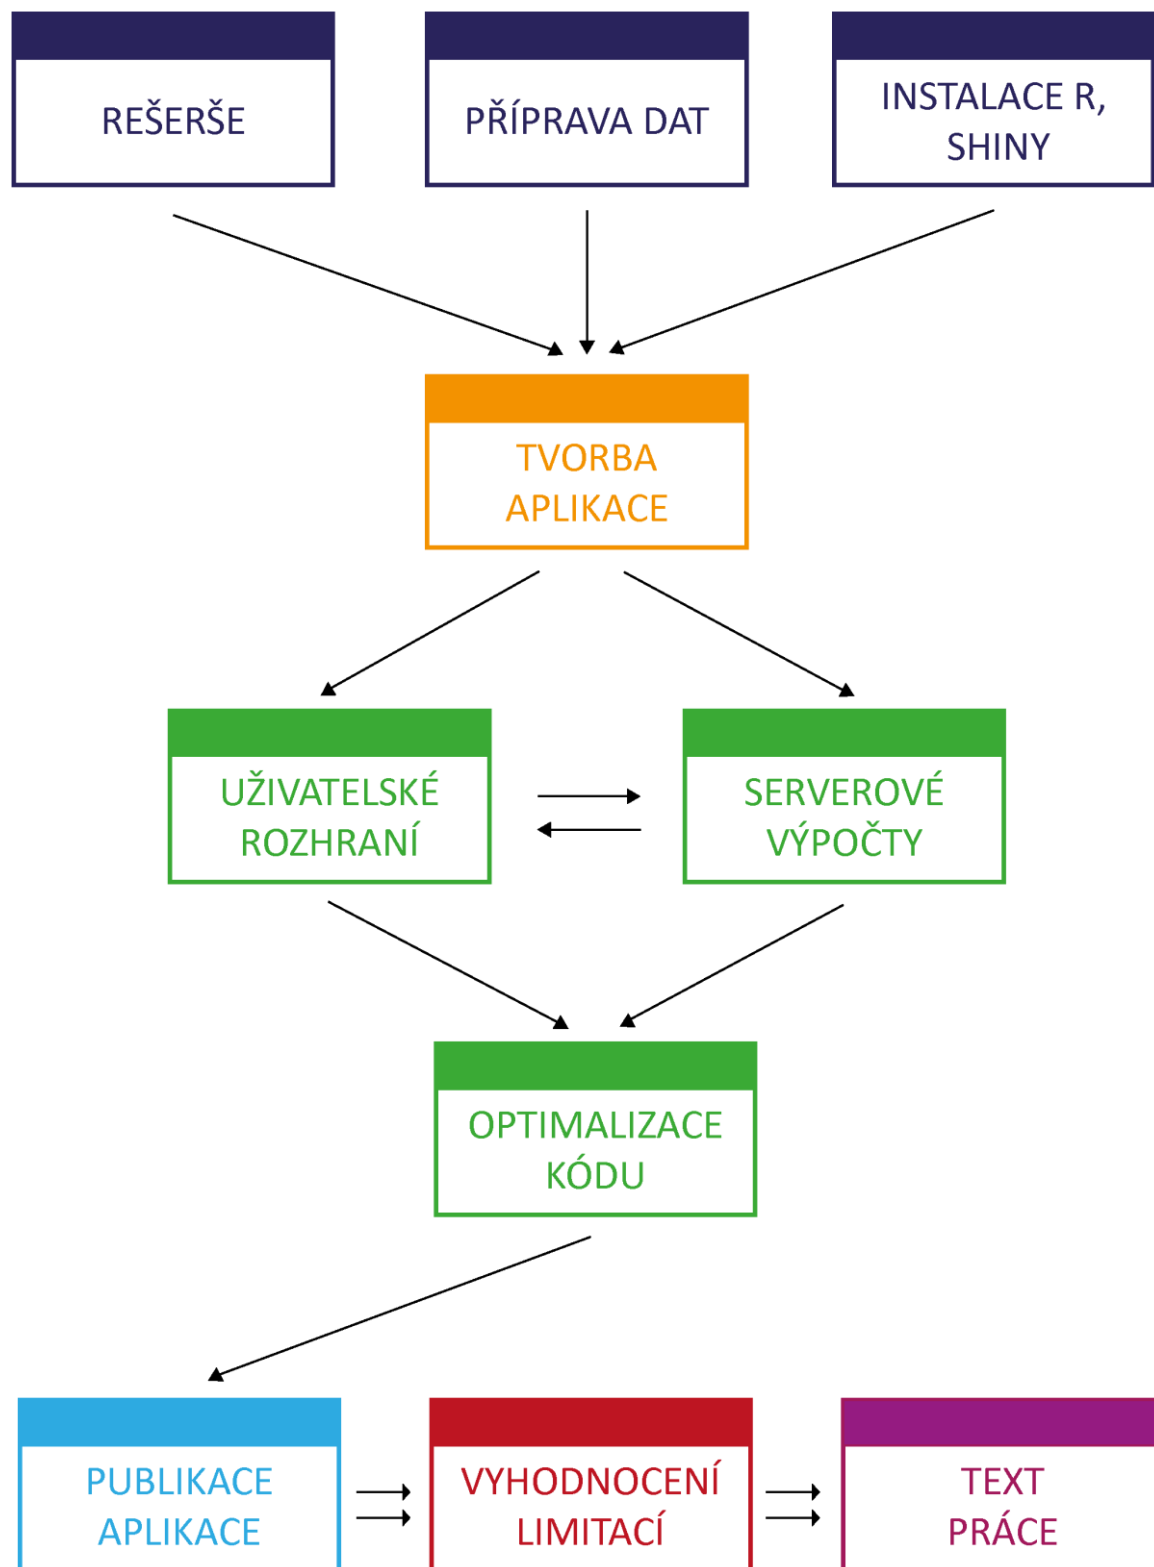 REŠERŠE
PŘÍPRAVA DAT
INSTALACE R,
SHINY
TVORBA
APLIKACE
UŽIVATELSKÉ
ROZHRANÍ
SERVEROVÉ
VÝPOČTY
OPTIMALIZACE
KÓDU
PUBLIKACE
APLIKACE
VYHODNOCENÍ
LIMITACÍ
TEXT
PRÁCE